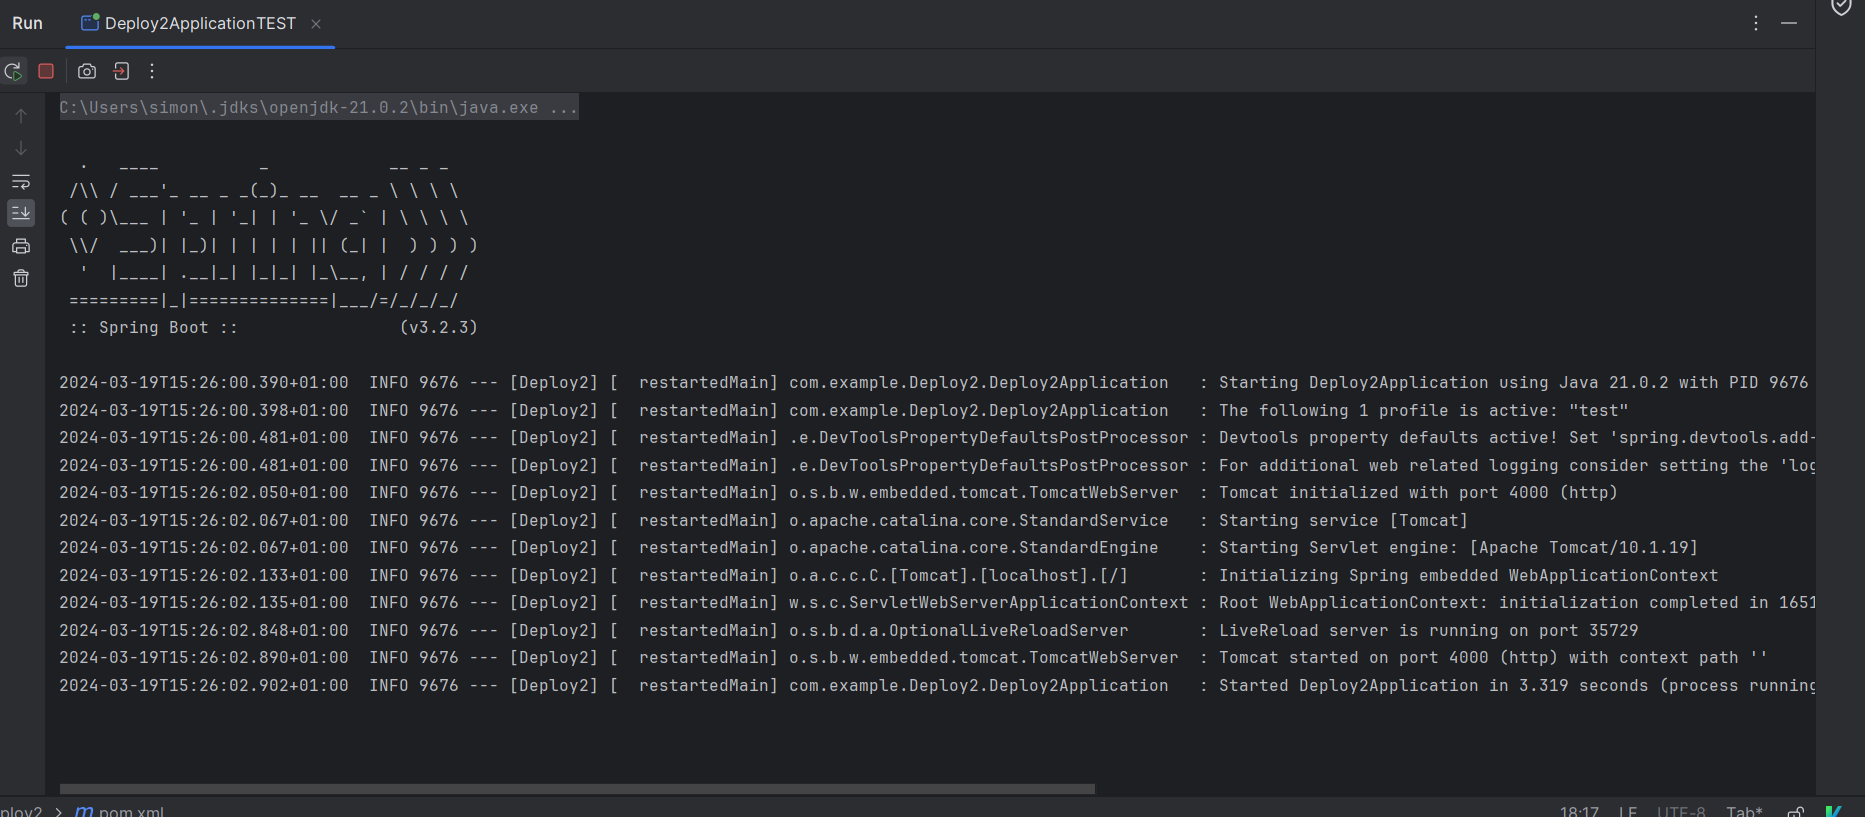 Run Deploy2ApplicationTEST
C:\Users\simon\.jdks\openjdk-21.0.2\bin\java.exe ...
  .   ____          _            __ _ _
 /\\ / ___'_ __ _ _(_)_ __  __ _ \ \ \ \
( ( )\___ | '_ | '_| | '_ \/ _` | \ \ \ \
 \\/  ___)| |_)| | | | | || (_| |  ) ) ) )
  '  |____| .__|_| |_|_| |_\__, | / / / /
 =========|_|==============|___/=/_/_/_/
 :: Spring Boot ::                (v3.2.3)
2024-03-19T15:26:00.390+01:00  INFO 9676 --- [Deploy2] [  restartedMain] com.example.Deploy2.Deploy2Application   : Starting Deploy2Application using Java 21.0.2 with PID 9676
2024-03-19T15:26:00.398+01:00  INFO 9676 --- [Deploy2] [  restartedMain] com.example.Deploy2.Deploy2Application   : The following 1 profile is active: "test"
2024-03-19T15:26:00.481+01:00  INFO 9676 --- [Deploy2] [  restartedMain] .e.DevToolsPropertyDefaultsPostProcessor : Devtools property defaults active! Set 'spring.devtools.add-
2024-03-19T15:26:00.481+01:00  INFO 9676 --- [Deploy2] [  restartedMain] .e.DevToolsPropertyDefaultsPostProcessor : For additional web related logging consider setting the 'log
2024-03-19T15:26:02.050+01:00  INFO 9676 --- [Deploy2] [  restartedMain] o.s.b.w.embedded.tomcat.TomcatWebServer  : Tomcat initialized with port 4000 (http)
2024-03-19T15:26:02.067+01:00  INFO 9676 --- [Deploy2] [  restartedMain] o.apache.catalina.core.StandardService   : Starting service [Tomcat]
2024-03-19T15:26:02.067+01:00  INFO 9676 --- [Deploy2] [  restartedMain] o.apache.catalina.core.StandardEngine    : Starting Servlet engine: [Apache Tomcat/10.1.19]
2024-03-19T15:26:02.133+01:00  INFO 9676 --- [Deploy2] [  restartedMain] o.a.c.c.C.[Tomcat].[localhost].[/]       : Initializing Spring embedded WebApplicationContext
2024-03-19T15:26:02.135+01:00  INFO 9676 --- [Deploy2] [  restartedMain] w.s.c.ServletWebServerApplicationContext : Root WebApplicationContext: initialization completed in 1651
2024-03-19T15:26:02.848+01:00  INFO 9676 --- [Deploy2] [  restartedMain] o.s.b.d.a.OptionalLiveReloadServer       : LiveReload server is running on port 35729
2024-03-19T15:26:02.890+01:00  INFO 9676 --- [Deploy2] [  restartedMain] o.s.b.w.embedded.tomcat.TomcatWebServer  : Tomcat started on port 4000 (http) with context path ''
2024-03-19T15:26:02.902+01:00  INFO 9676 --- [Deploy2] [  restartedMain] com.example.Deploy2.Deploy2Application   : Started Deploy2Application in 3.319 seconds (process running
ploy2 > m pom.xml 18:17 LF UTF-8 Tab*